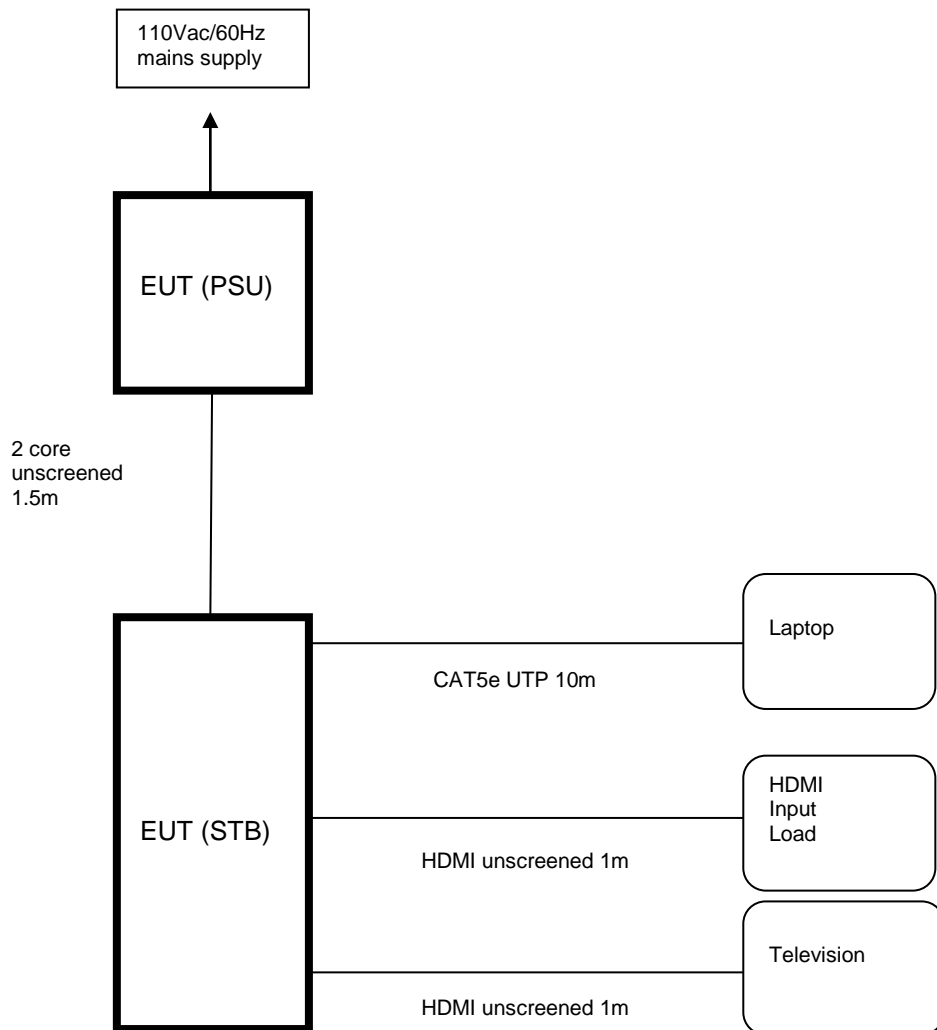 110Vac/60Hz
mains supply
EUT (PSU)
2 core
unscreened
1.5m
Laptop
CAT5e UTP 10m
HDMI
Input
Load
EUT (STB)
HDMI unscreened 1m
Television
HDMI unscreened 1m